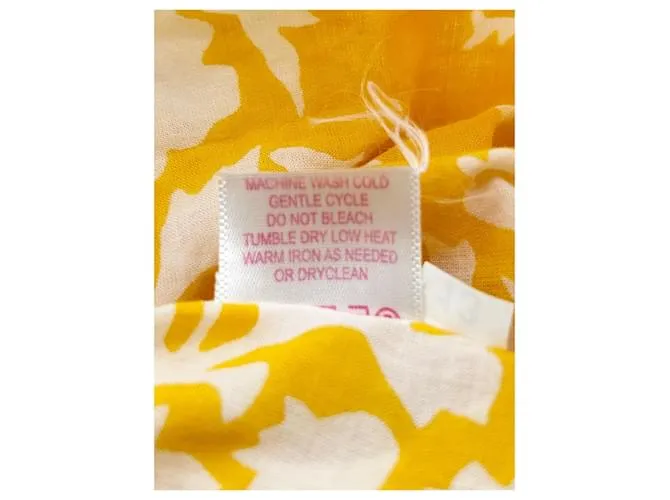 MACHINE WASH COLD
GENTLE CYCLE
DO NOT BLEACH
TUMBLE DRY LOW HEAT
WARM IRON AS NEEDED
OR DRYCLEAN